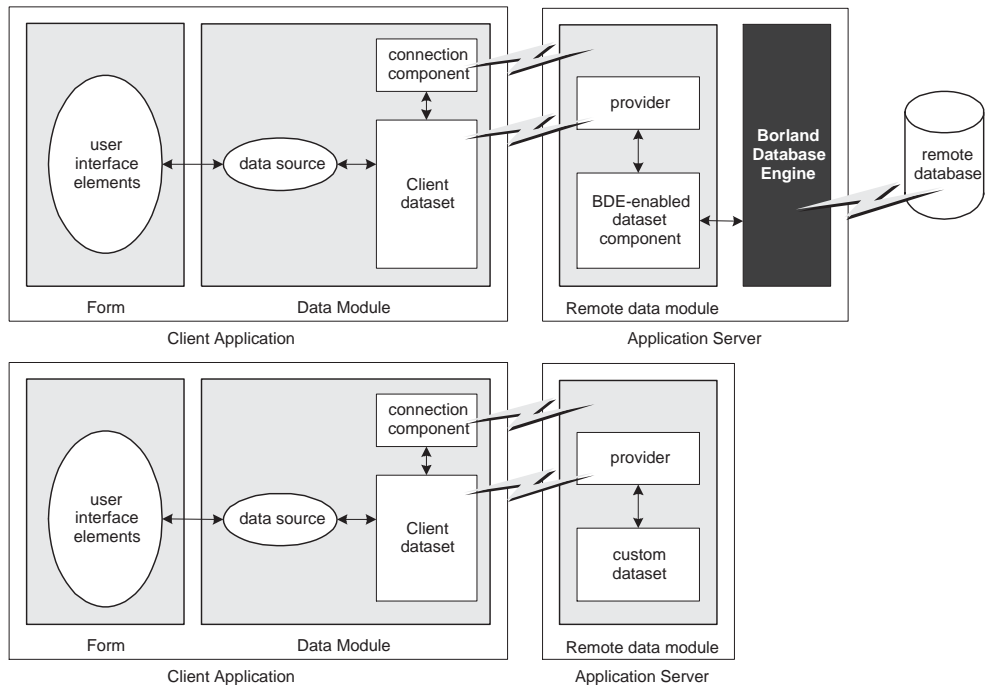 connection
component
user
interface
elements
data source
Client
dataset
provider
BDE-enabled
dataset
component
Borland
Database
Engine
remote
database
Form
Data Module
Remote data module
Client Application
Application Server
connection
component
user
interface
elements
data source
Client
dataset
provider
custom
dataset
Form
Data Module
Remote data module
Client Application
Application Server